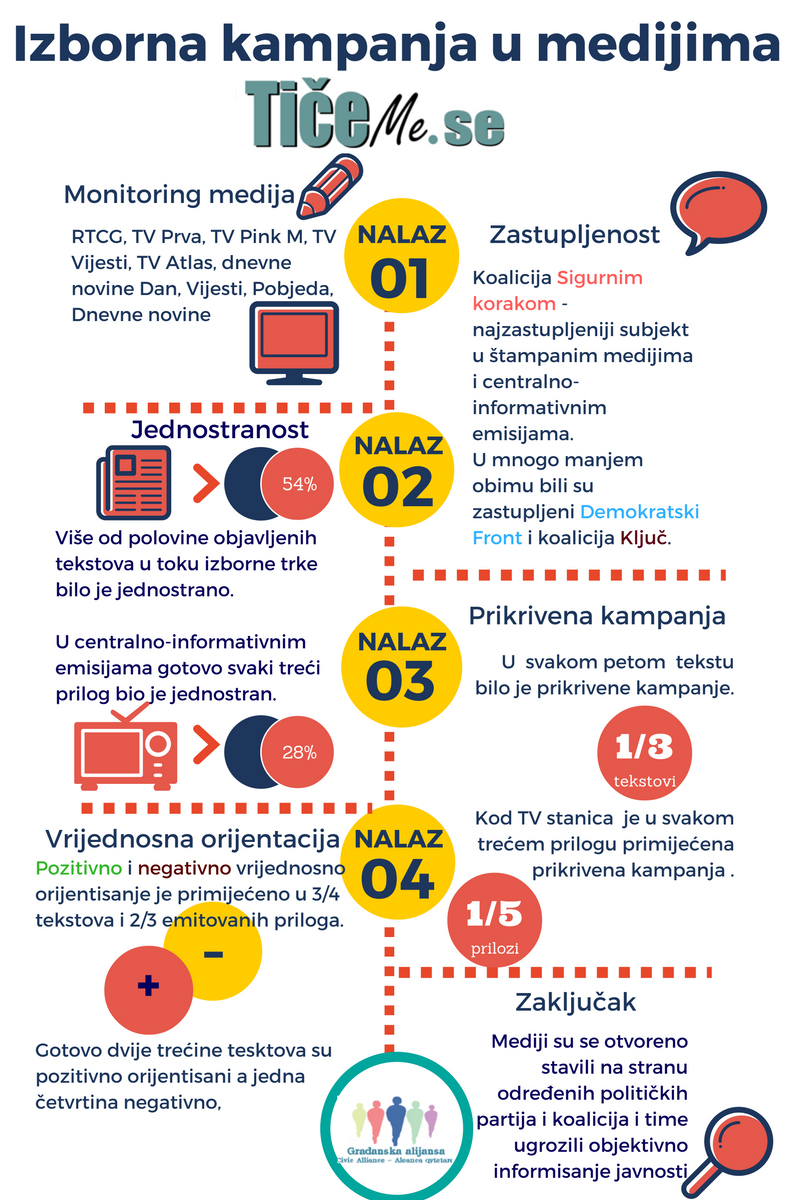 Izborna kampanja u medijima
TičeMe.se
Monitoring medija
RTCG, TV Prva, TV Pink M, TV
Vijesti, TV Atlas, dnevne
novine Dan, Vijesti, Pobjeda,
Dnevne novine
NALAZ
01
Zastupljenost
Koalicija Sigurnim
korakom -
najzastupljeniji subjekt
u štampanim medijima
i centralno-
informativnim
emisijama.
U mnogo manjem
obimu bili su
zastupljeni Demokratski
Front i koalicija Ključ.
Jednostranost
54%
NALAZ
02
Više od polovine objavljenih
tekstova u toku izborne trke
bilo je jednostrano.
U centralno-informativnim
emisijama gotovo svaki treći
prilog bio je jednostran.
28%
NALAZ
03
Prikrivena kampanja
U svakom petom tekstu
bilo je prikrivene kampanje.
1/3
tekstovi
Kod TV stanica je u svakom
trećem prilogu primijećena
prikrivena kampanja .
1/5
prilozi
Vrijednosna orijentacija
NALAZ
04
Pozitivno i negativno vrijednosno
orijentisanje je primijećeno u 3/4
tekstova i 2/3 emitovanih priloga.
-
+
Gotovo dvije trećine tesktova su
pozitivno orijentisani a jedna
četvrtina negativno,
Zaključak
Mediji su se otvoreno
stavili na stranu
određenih političkih
partija i koalicija i time
ugrozili objektivno
informisanje javnosti
Građanska alijansa
Civic Alliance - Aleanca qytetare